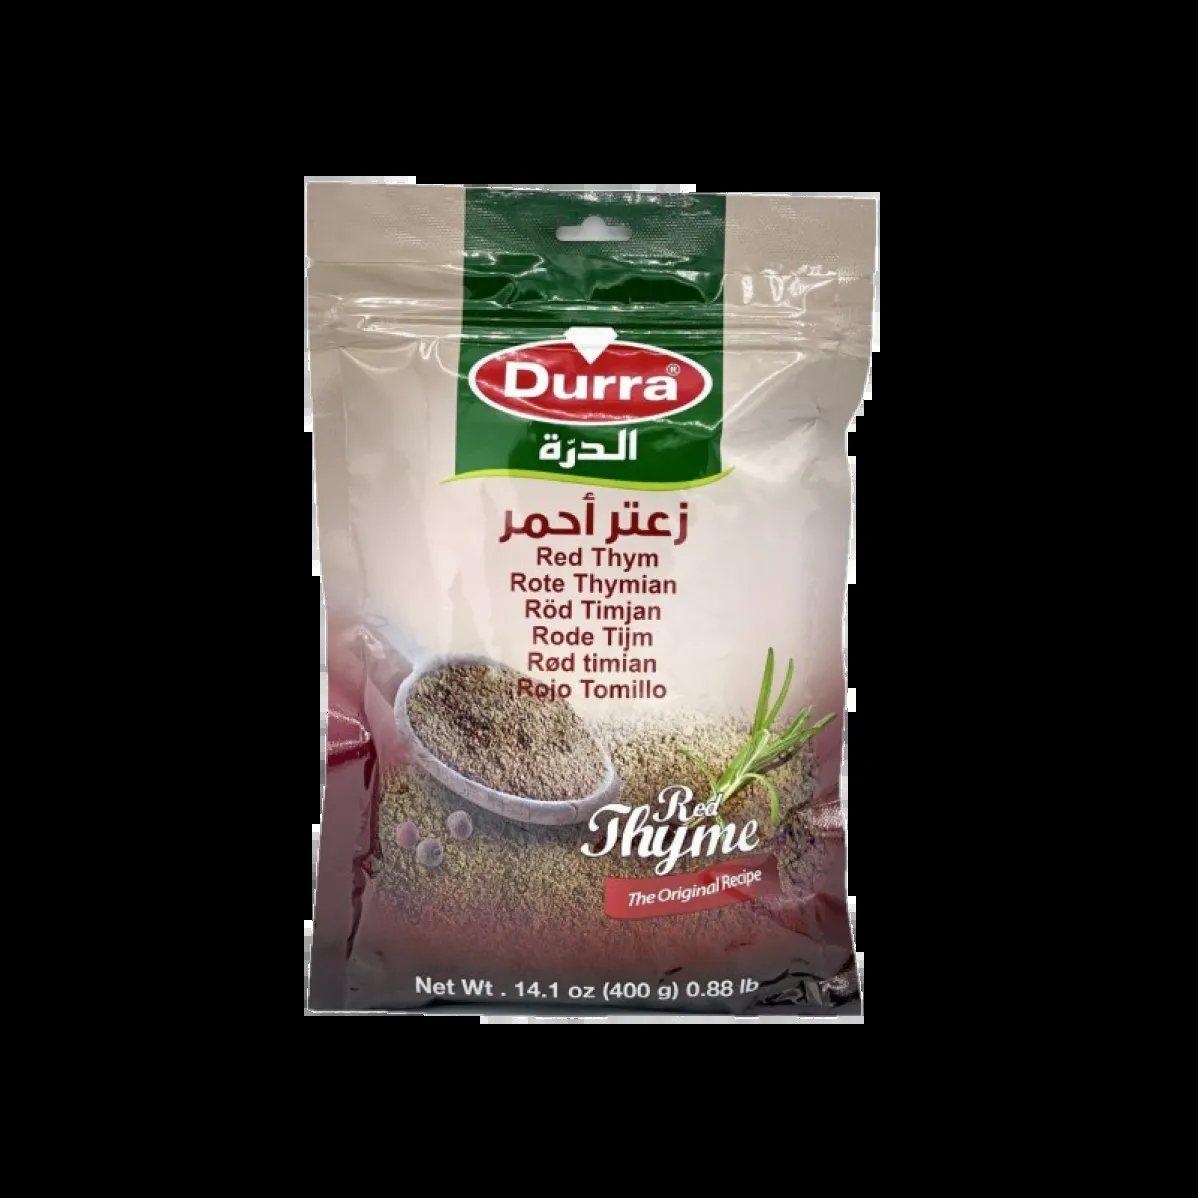 Durra®
الدرّة
زعتر أحمر
Red Thym
Rote Thymian
Röd Timjan
Rode Tijm
Rød timian
Rojo Tomillo
Red
Thyme
The Original Recipe
Net Wt . 14.1 oz (400 g) 0.88 lb